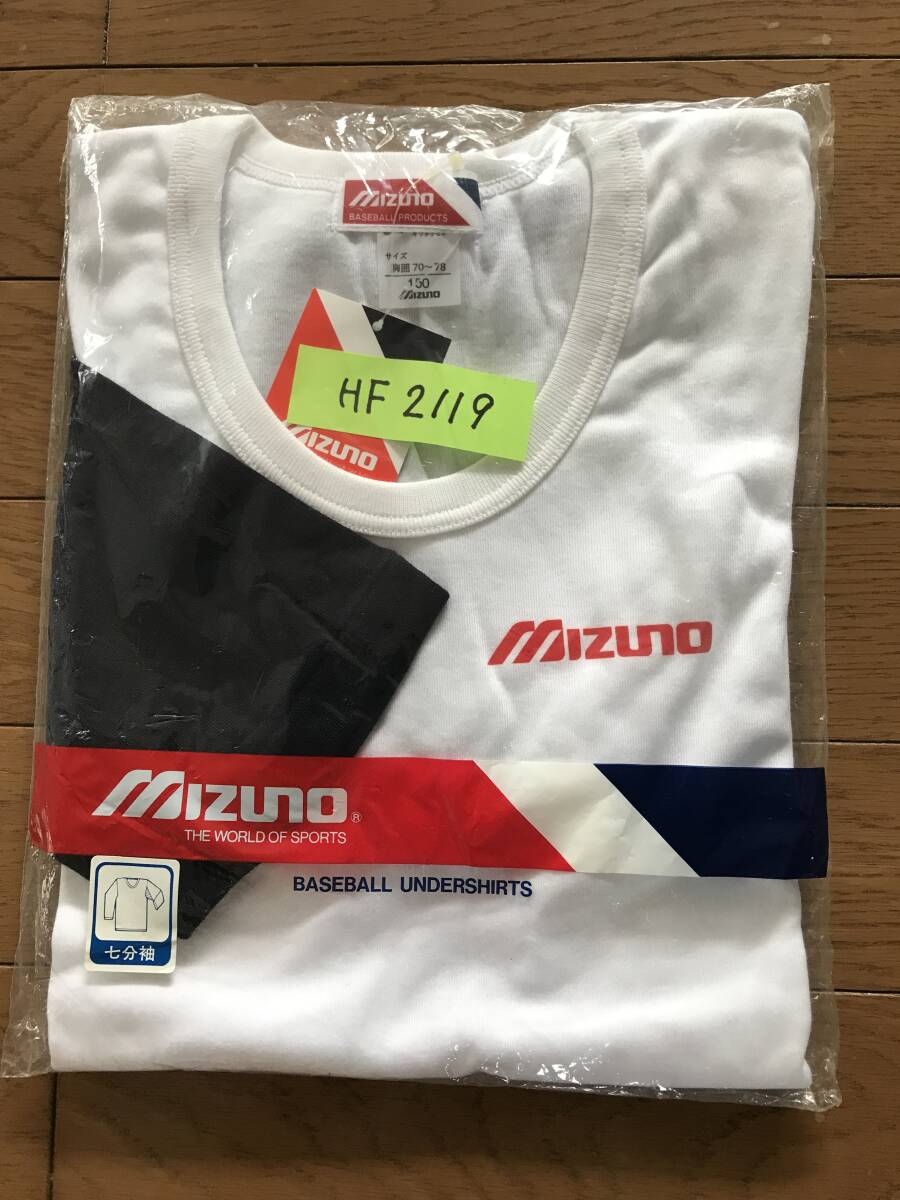 MIZUNO
BASEBALL PRODUCTS
サイズ
胸囲 70〜78
150
MIZUNO
HF 2119
MIZUNO
MIZUNO
MIZUNO®
THE WORLD OF SPORTS
BASEBALL UNDERSHIRTS
七分袖